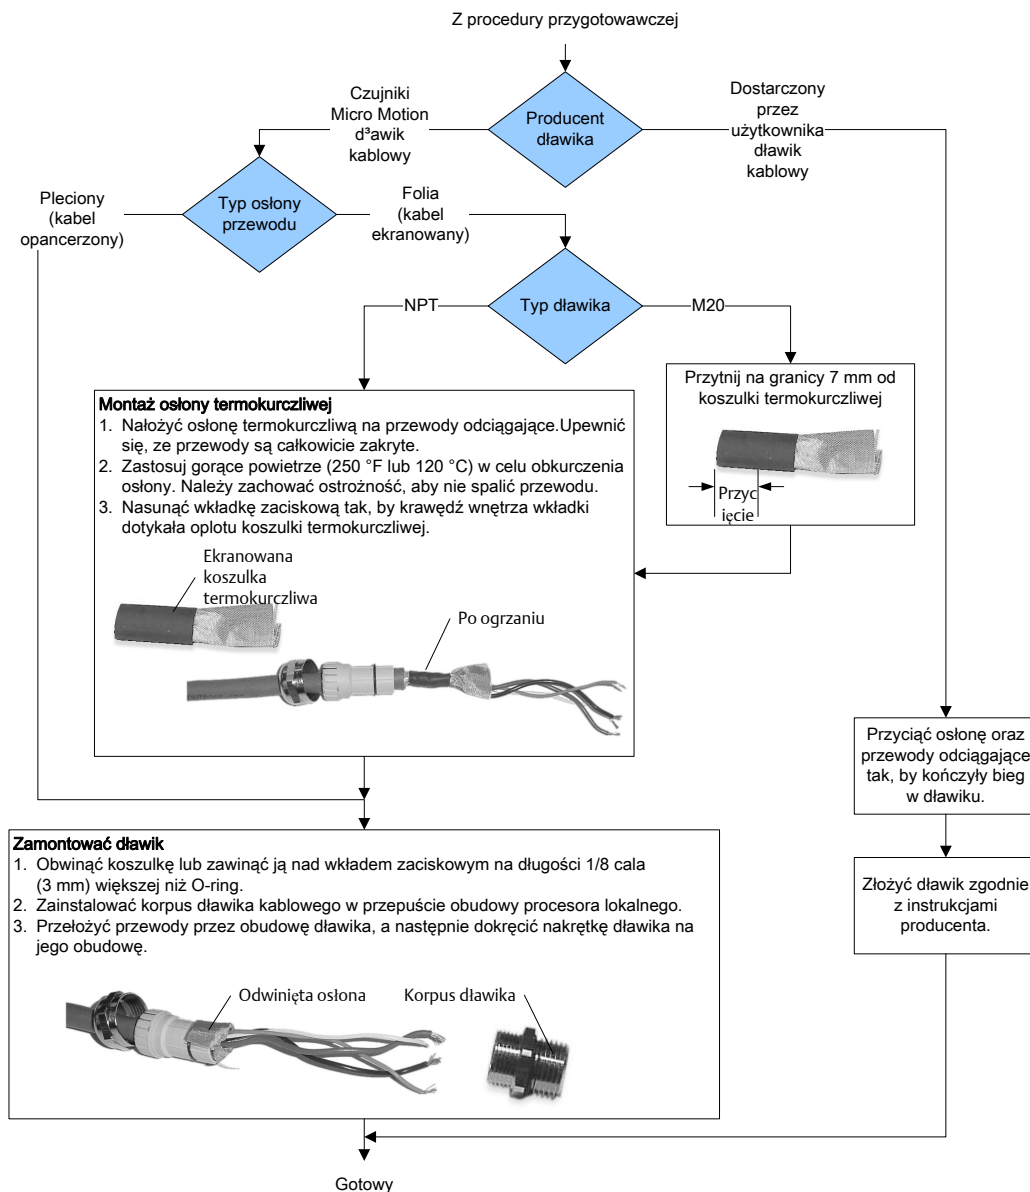 Z procedury przygotowawczej
Czujniki
Micro Motion
d³awik
kablowy
Producent
dławika
Dostarczony
przez
użytkownika
dławik
kablowy
Pleciony
(kabel
opancerzony)
Typ osłony
przewodu
Folia
(kabel
ekranowany)
NPT
Typ dławika
M20
Montaż osłony termokurczliwej
1. Nałożyć osłonę termokurczliwą na przewody odciągające.Upewnić
się, ze przewody są całkowicie zakryte.
2. Zastosuj gorące powietrze (250 °F lub 120 °C) w celu obkurczenia
osłony. Należy zachować ostrożność, aby nie spalić przewodu.
3. Nasunąć wkładkę zaciskową tak, by krawędź wnętrza wkładki
dotykała oplotu koszulki termokurczliwej.
Ekranowana
koszulka
termokurczliwa
Po ogrzaniu
Przytnij na granicy 7 mm od
koszulki termokurczliwej
Przyc
ięcie
Przyciąć osłonę oraz
przewody odciągające
tak, by kończyły bieg
w dławiku.
Zamontować dławik
1. Obwinąć koszulkę lub zawinąć ją nad wkładem zaciskowym na długości 1/8 cala
(3 mm) większej niż O-ring.
2. Zainstalować korpus dławika kablowego w przepuście obudowy procesora lokalnego.
3. Przełożyć przewody przez obudowę dławika, a następnie dokręcić nakrętkę dławika na
jego obudowę.
Odwinięta osłona
Korpus dławika
Złożyć dławik zgodnie
z instrukcjami
producenta.
Gotowy